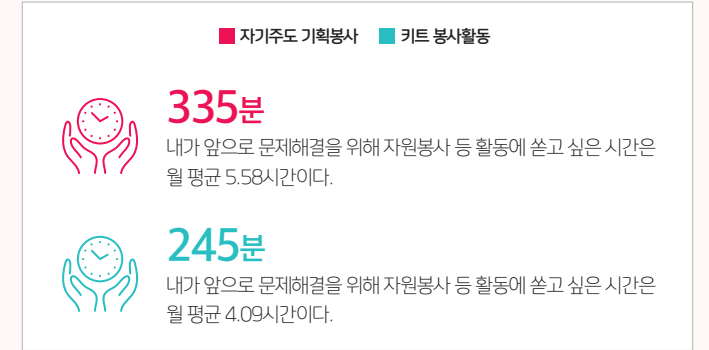 자기주도 기획봉사 키트 봉사활동
335분
내가 앞으로 문제해결을 위해 자원봉사 등 활동에 쏟고 싶은 시간은
월 평균 5.58시간이다.
245분
내가 앞으로 문제해결을 위해 자원봉사 등 활동에 쏟고 싶은 시간은
월 평균 4.09시간이다.